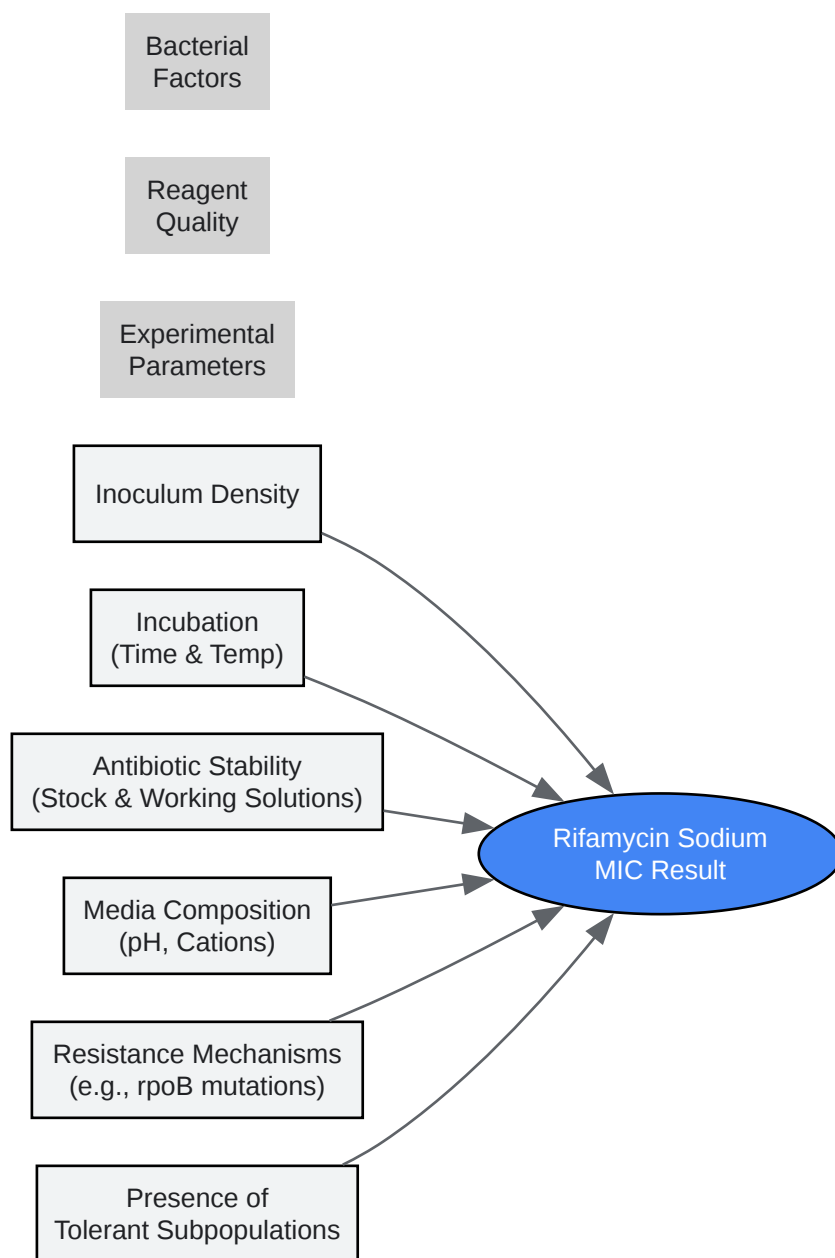 Bacterial
Factors
Reagent
Quality
Experimental
Parameters
Inoculum Density
Incubation
(Time & Temp)
Antibiotic Stability
(Stock & Working Solutions)
Rifamycin Sodium
MIC Result
Media Composition
(pH, Cations)
Resistance Mechanisms
(e.g., rpoB mutations)
Presence of
Tolerant Subpopulations